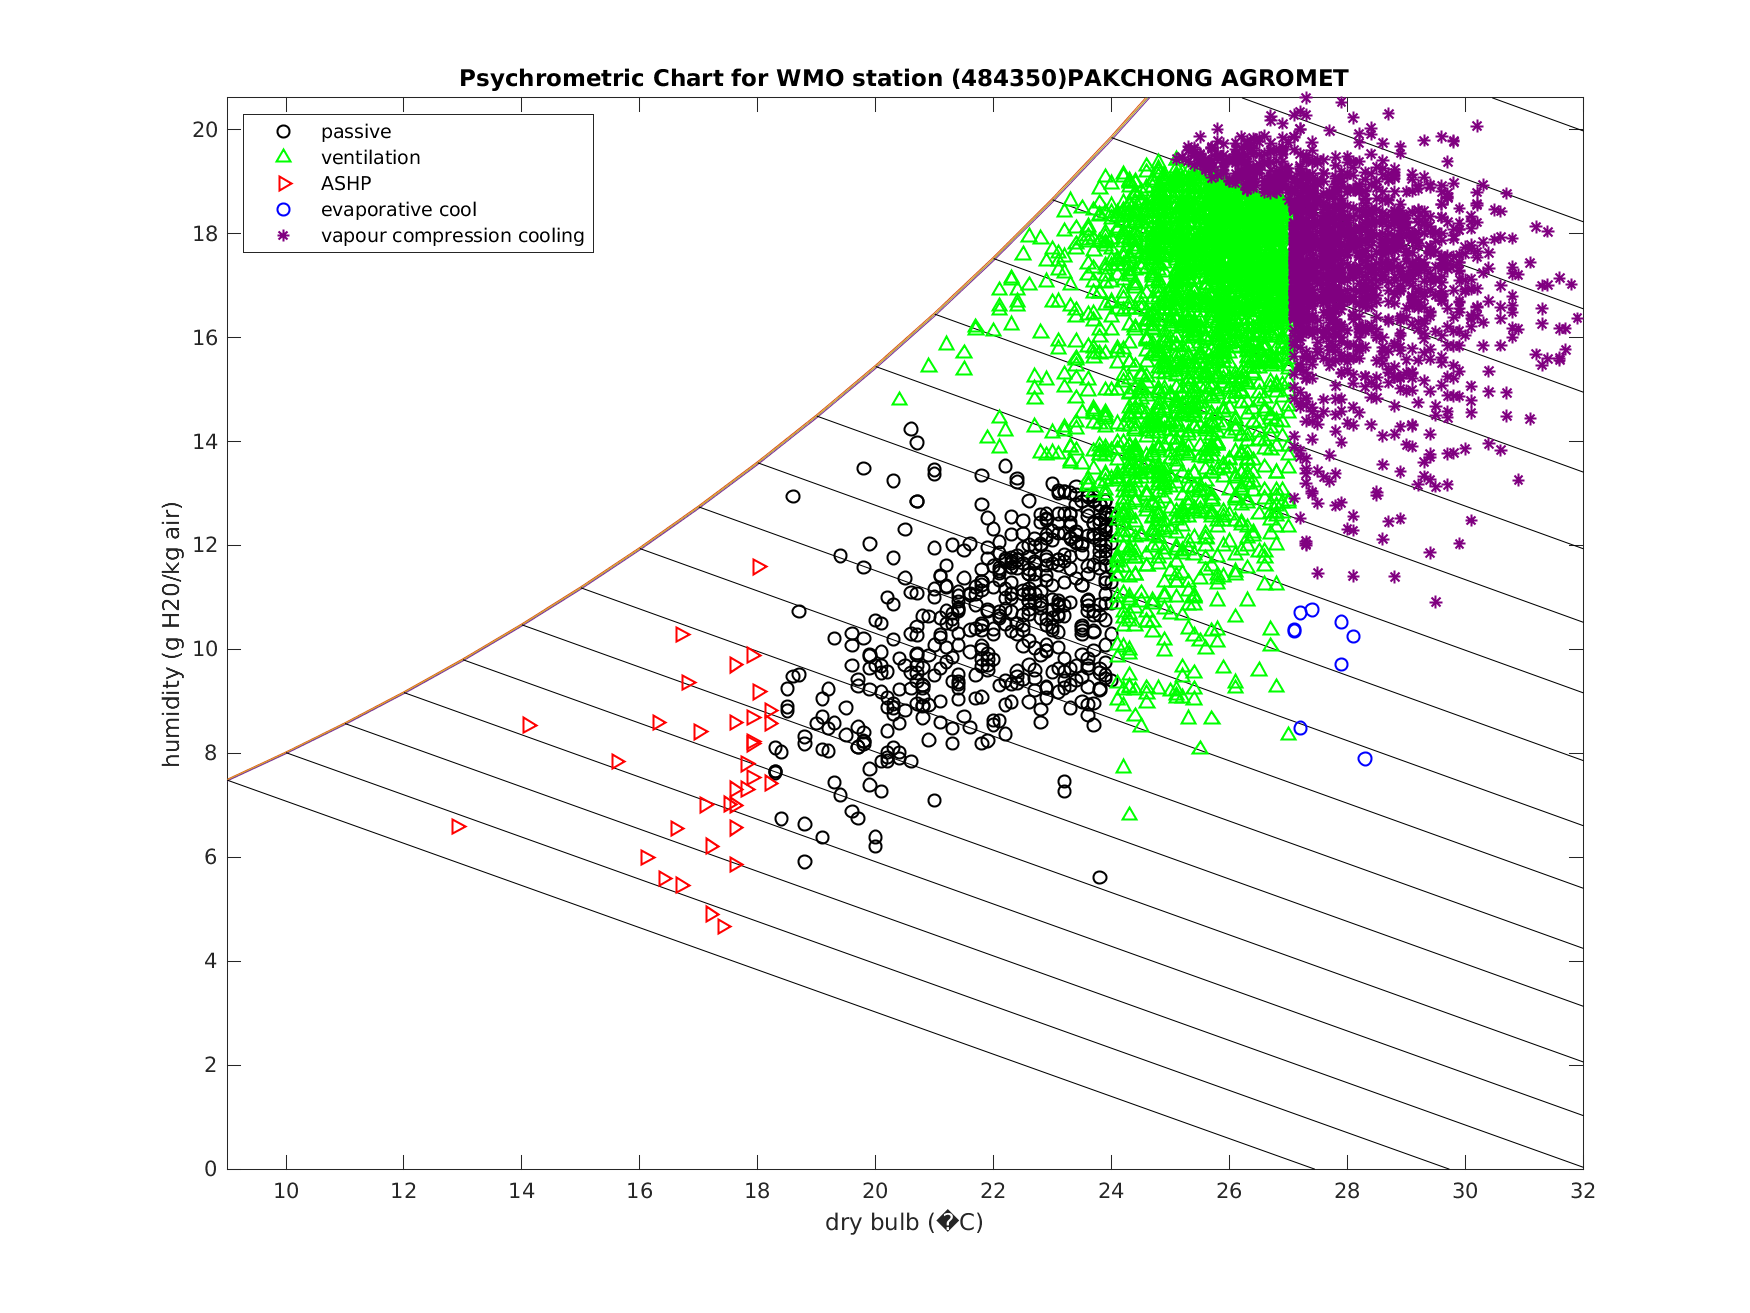 Psychrometric Chart for WMO station (484350)PAKCHONG AGROMET
passive
ventilation
ASHP
evaporative cool
vapour compression cooling
humidity (g H20/kg air)
20
18
16
14
12
10
8
6
4
2
0
10 12 14 16 18 20 22 24 26 28 30 32
dry bulb (�C)